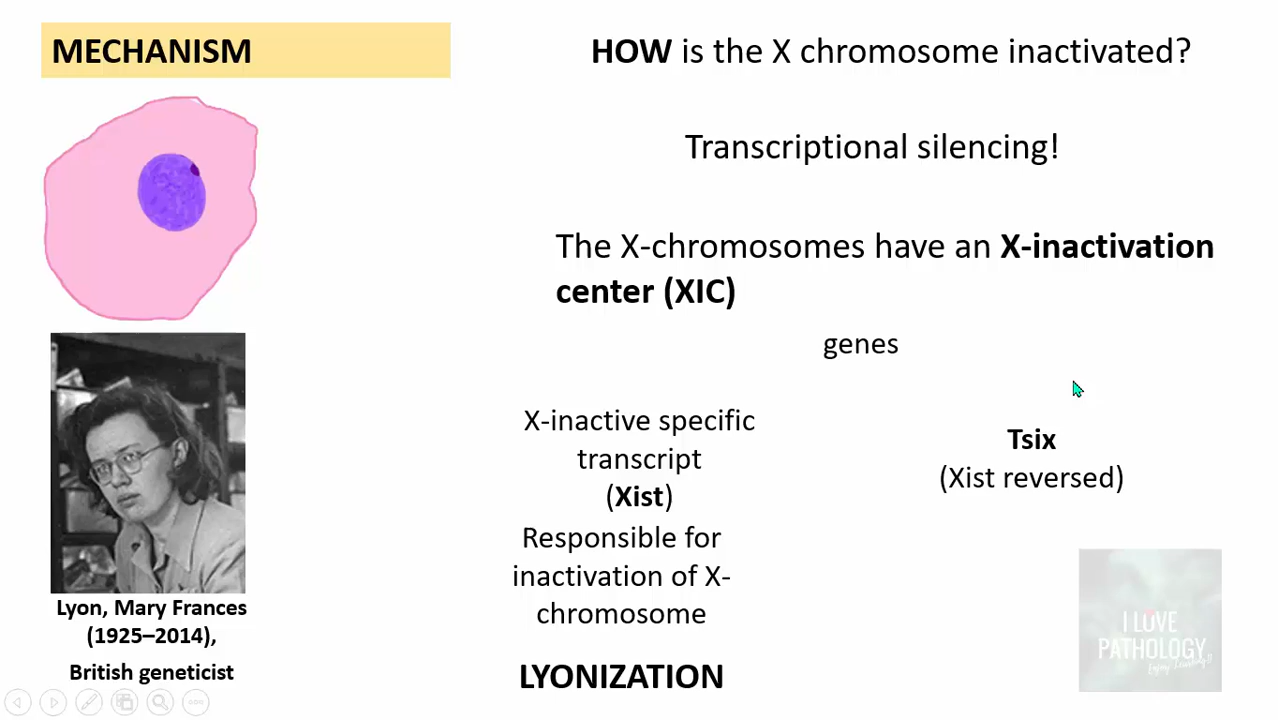 MECHANISM
HOW is the X chromosome inactivated?
Transcriptional silencing!
The X-chromosomes have an X-inactivation
center (XIC)
genes
X-inactive specific
transcript
(Xist)
Responsible for
inactivation of X-
chromosome
LYONIZATION
Tsix
(Xist reversed)
Lyon, Mary Frances
(1925–2014),
British geneticist
I LOVE
PATHOLOGY
Enjoy Learning!!